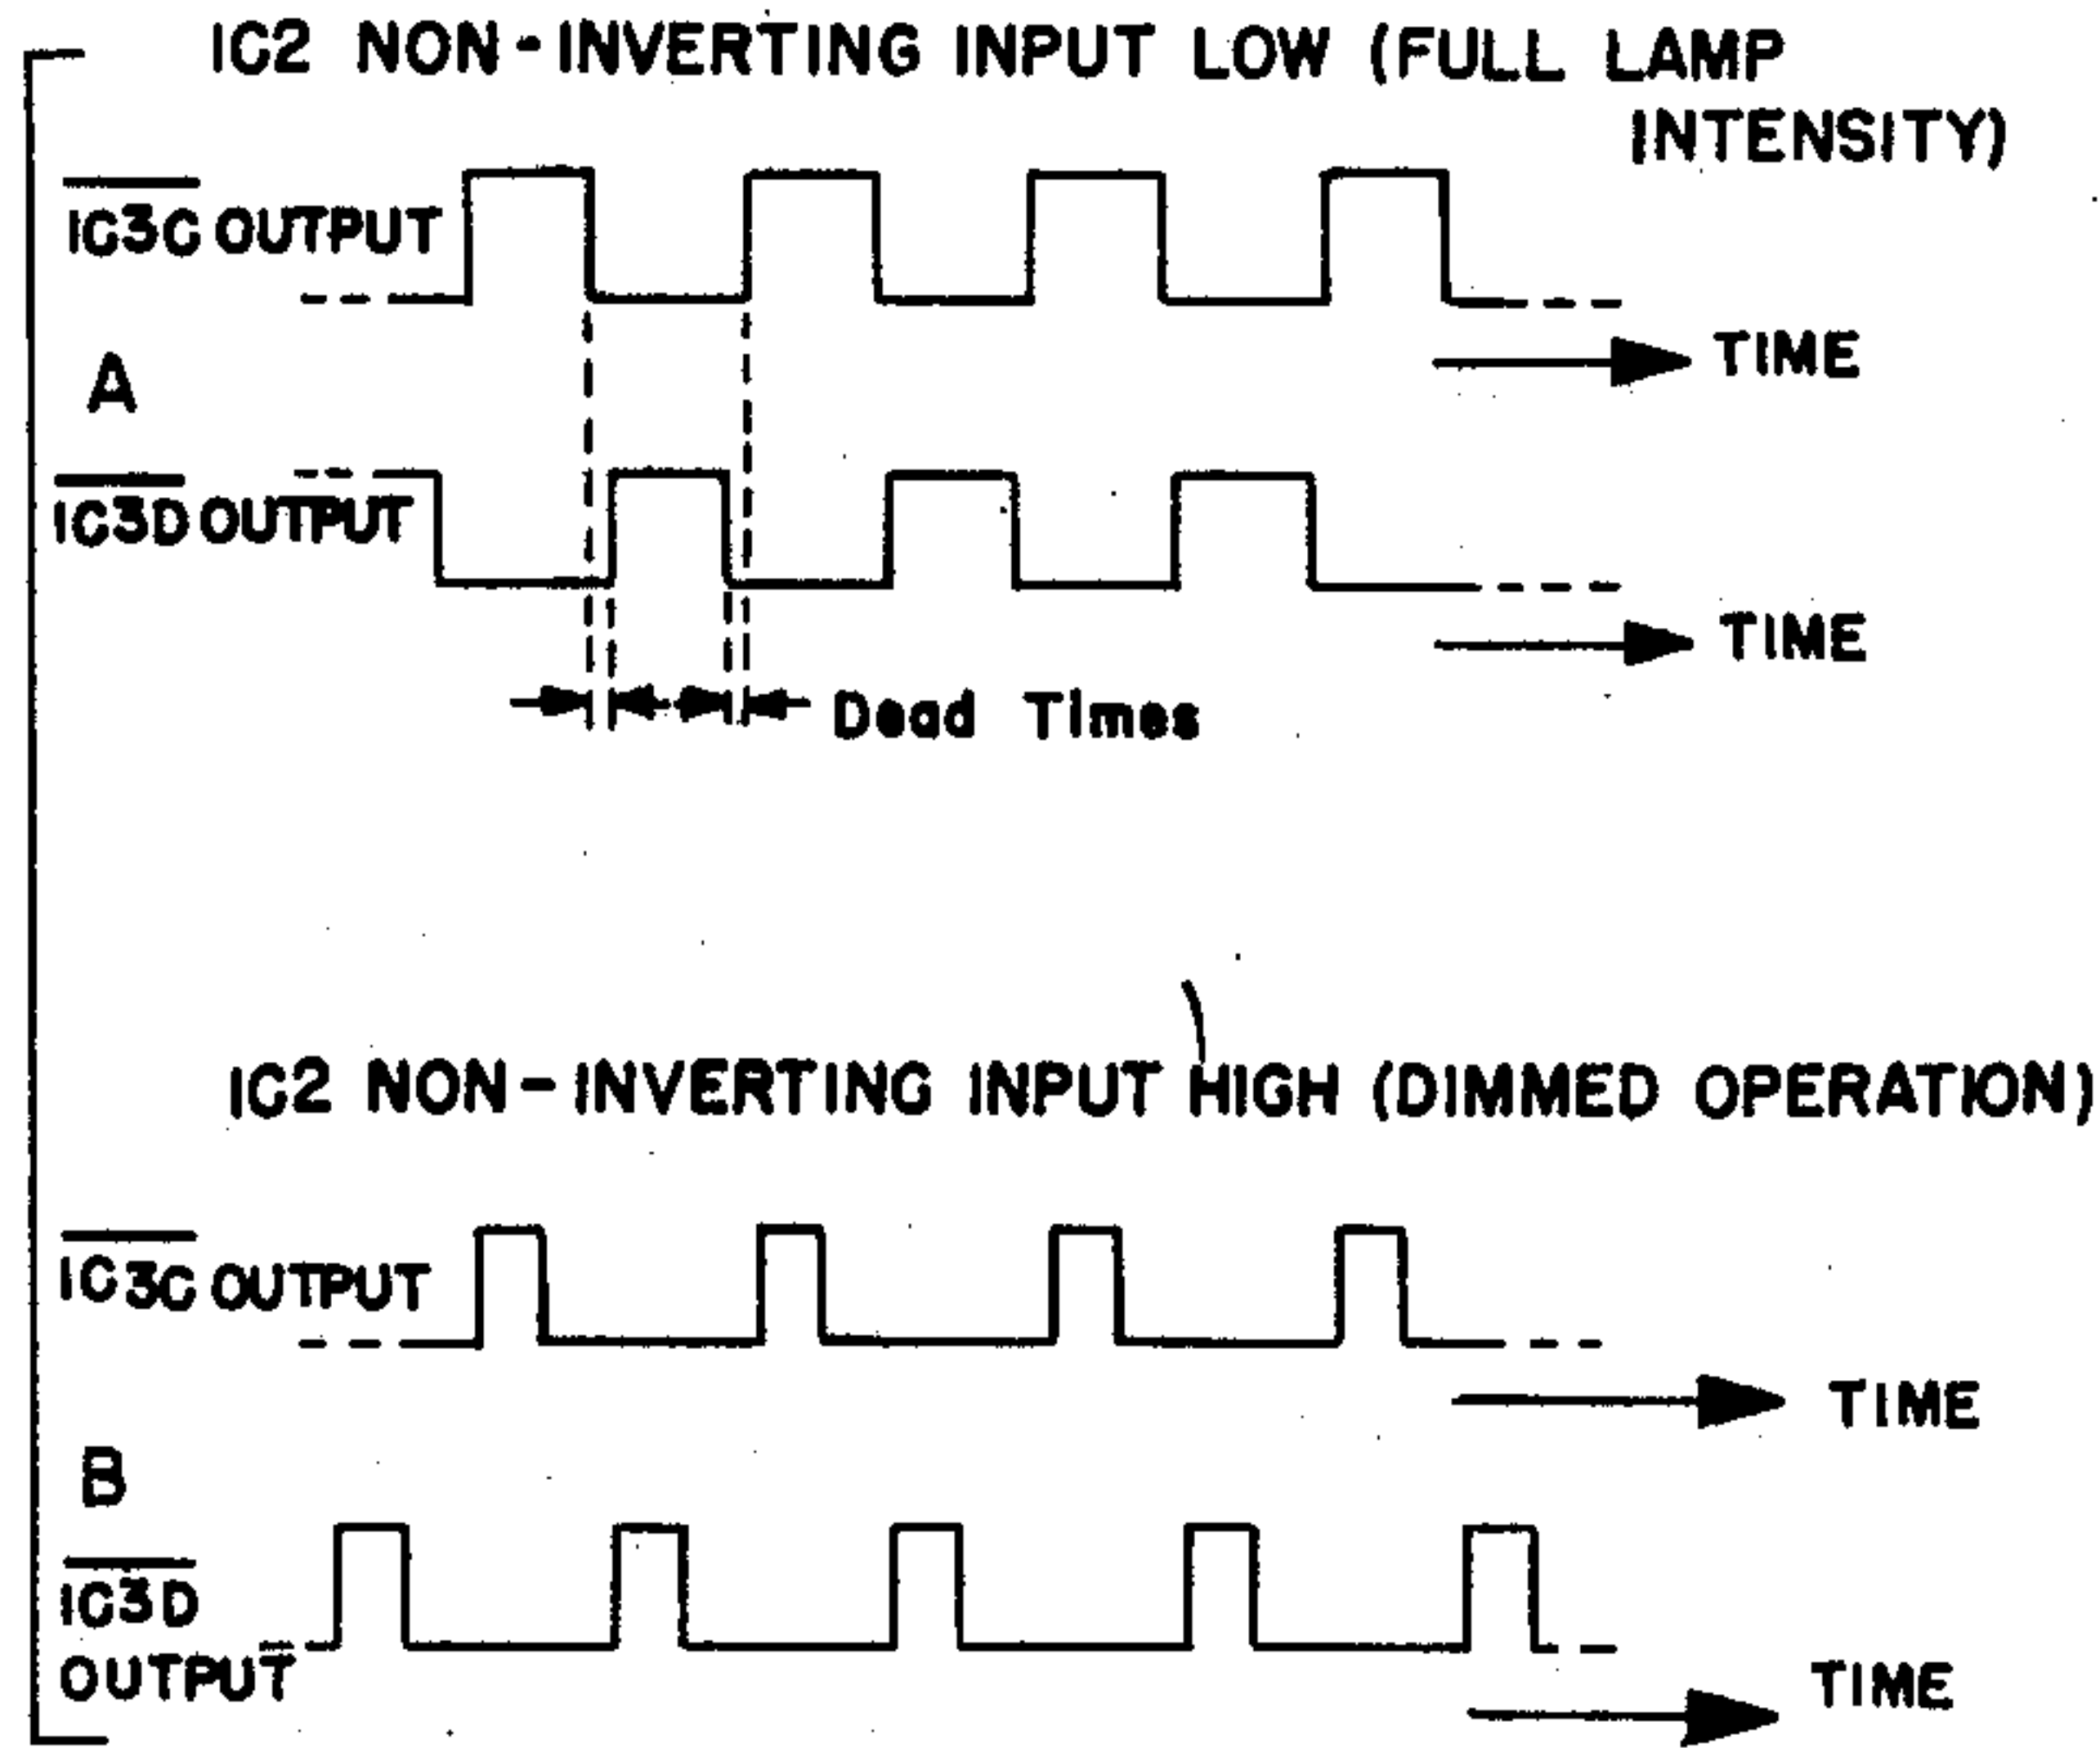 IC2 NON-INVERTING INPUT LOW (FULL LAMP
INTENSITY)
IC3C OUTPUT
TIME
A
IC3D OUTPUT
TIME
Dead Times
IC2 NON-INVERTING INPUT HIGH (DIMMED OPERATION)
IC3C OUTPUT
TIME
B
IC3D
OUTPUT
TIME